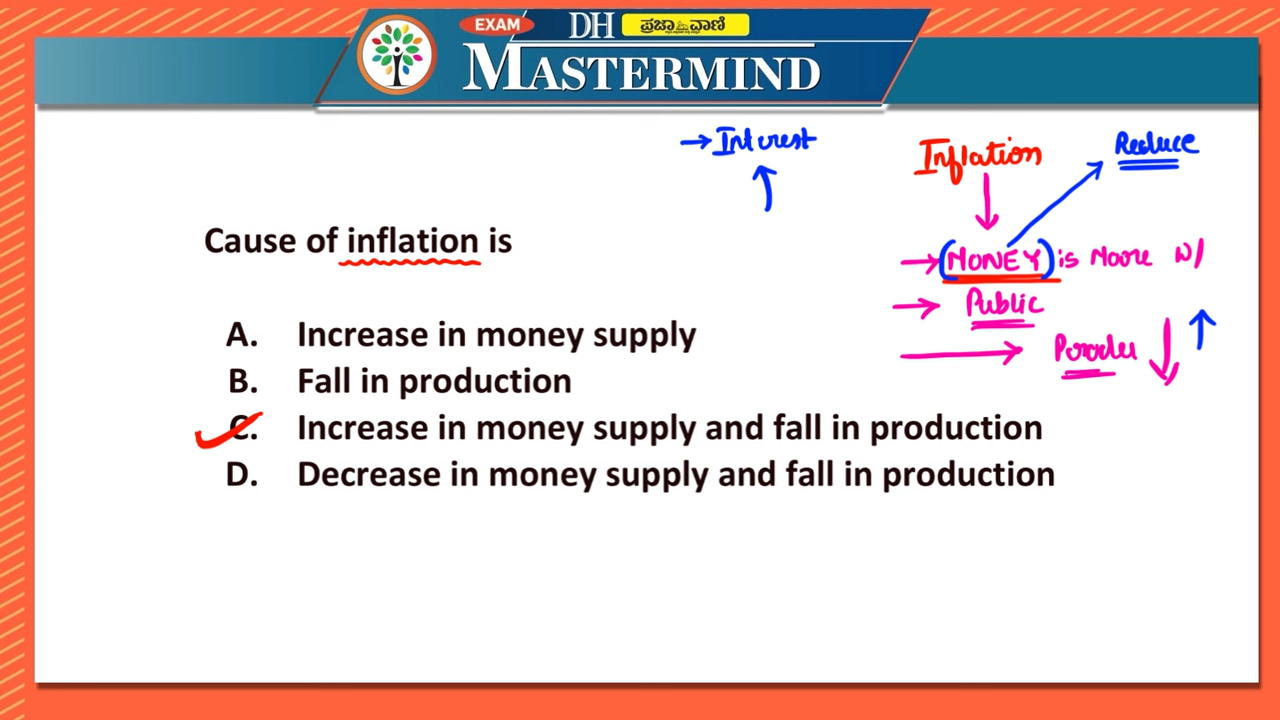 EXAM
DH ಪ್ರಜಾವಾಣಿ
MASTERMIND
→ Interest
Inflation
Reduce
Cause of inflation is
→ (MONEY) is More w/
→ Public
A. Increase in money supply
B. Fall in production
C. Increase in money supply and fall in production
D. Decrease in money supply and fall in production